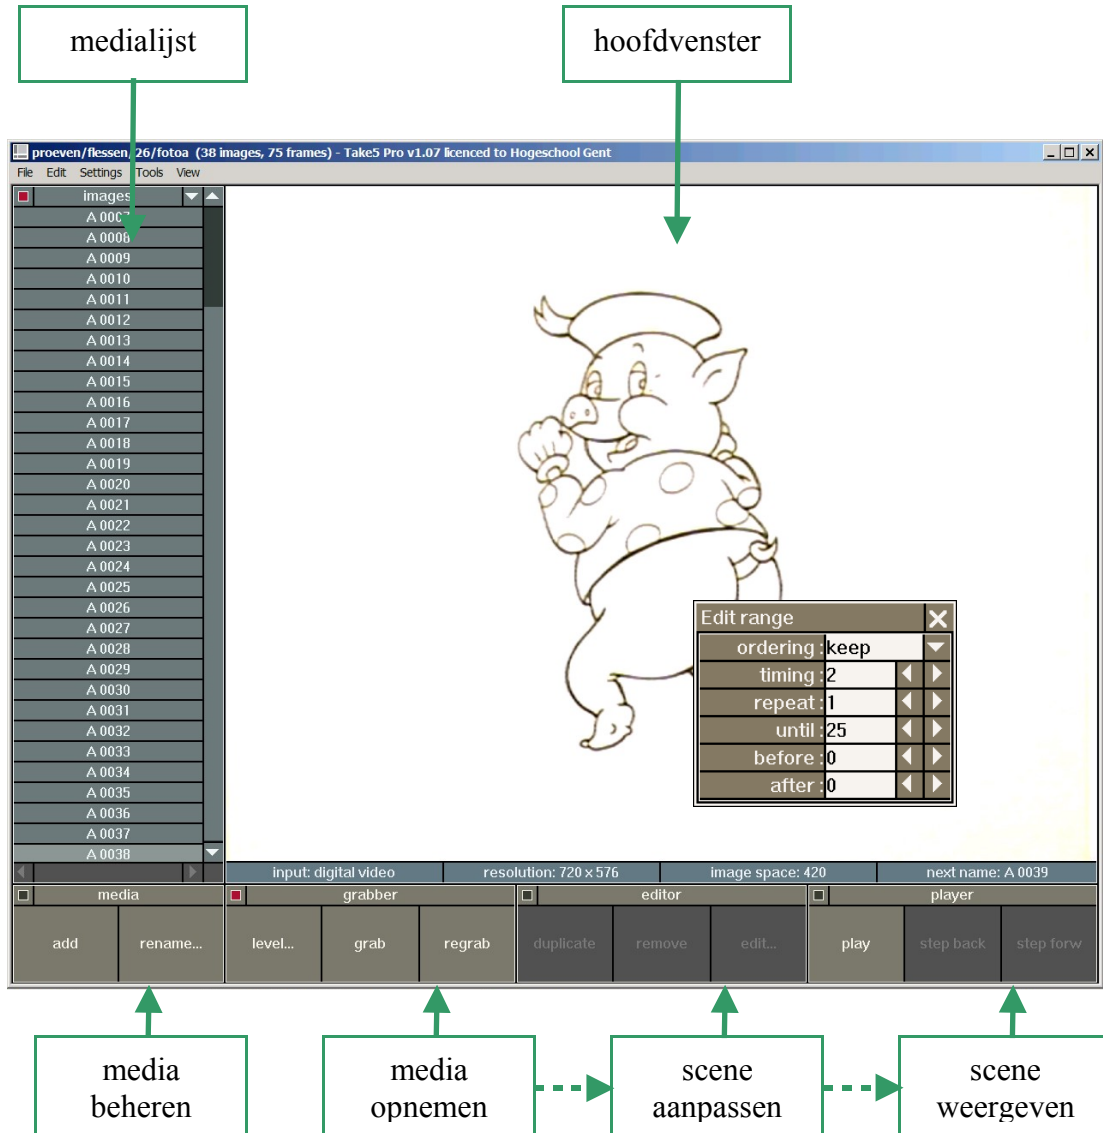 medialijst
hoofdvenster
proeven/flessen/26/fotoa (38 images, 75 frames) - Take5 Pro v1.07 licenced to Hogeschool Gent
File Edit Settings Tools View
images
A 0007
A 0008
A 0009
A 0010
A 0011
A 0012
A 0013
A 0014
A 0015
A 0016
A 0017
A 0018
A 0019
A 0020
A 0021
A 0022
A 0023
A 0024
A 0025
A 0026
A 0027
A 0028
A 0029
A 0030
A 0031
A 0032
A 0033
A 0034
A 0035
A 0036
A 0037
A 0038
Edit range
ordering : keep
timing : 2
repeat : 1
until : 25
before : 0
after : 0
input: digital video resolution: 720 x 576 image space: 420 next name: A 0039
media grabber editor player
add rename... level... grab regrab duplicate remove edit... play step back step forw
media
beheren
media
opnemen
scene
aanpassen
scene
weergeven